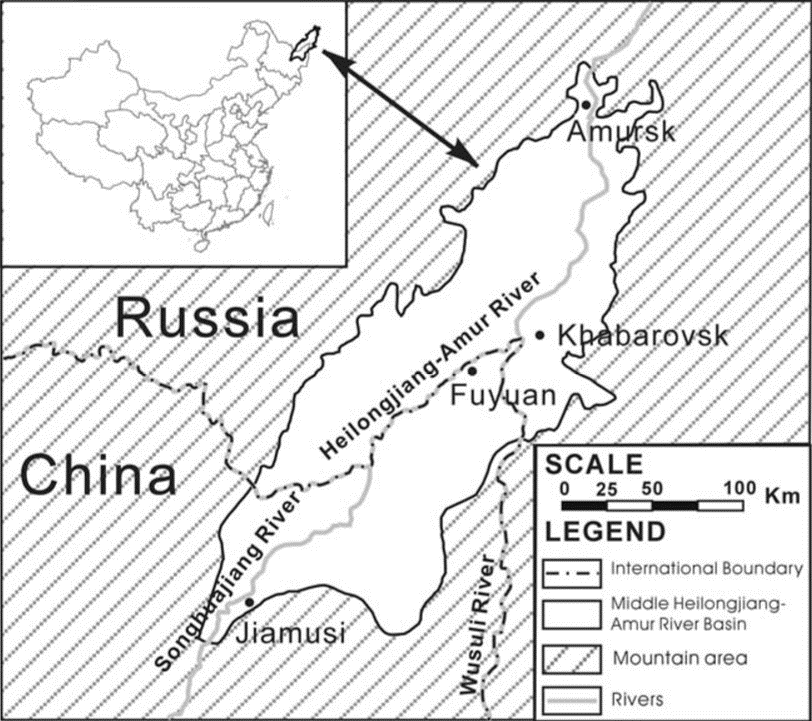 Amursk
Russia
Heilongjiang-Amur River
Khabarovsk
Fuyuan
China
Songhuajiang River
Jiamusi
Wusuli River
SCALE
0 25 50 100 Km
LEGEND
International Boundary
Middle Heilongjiang-
Amur River Basin
Mountain area
Rivers